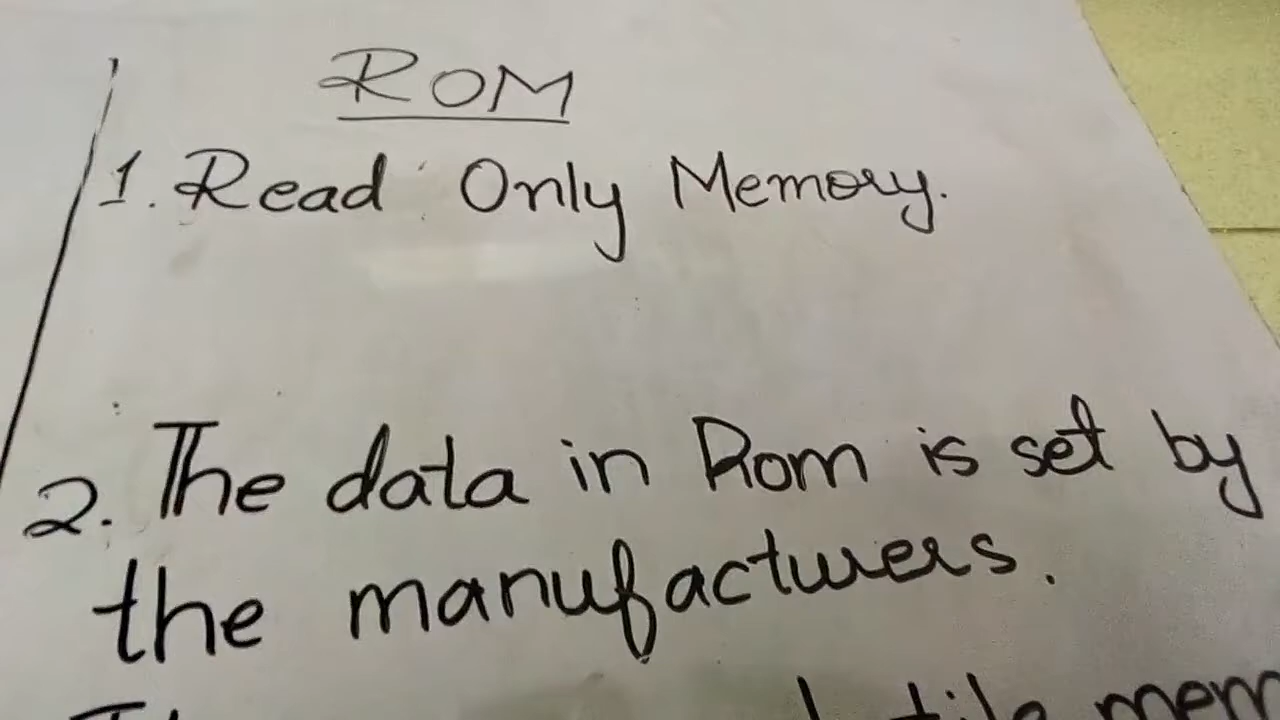 ROM
1. Read Only Memory.
2. The data in Rom is set by
the manufacturers.